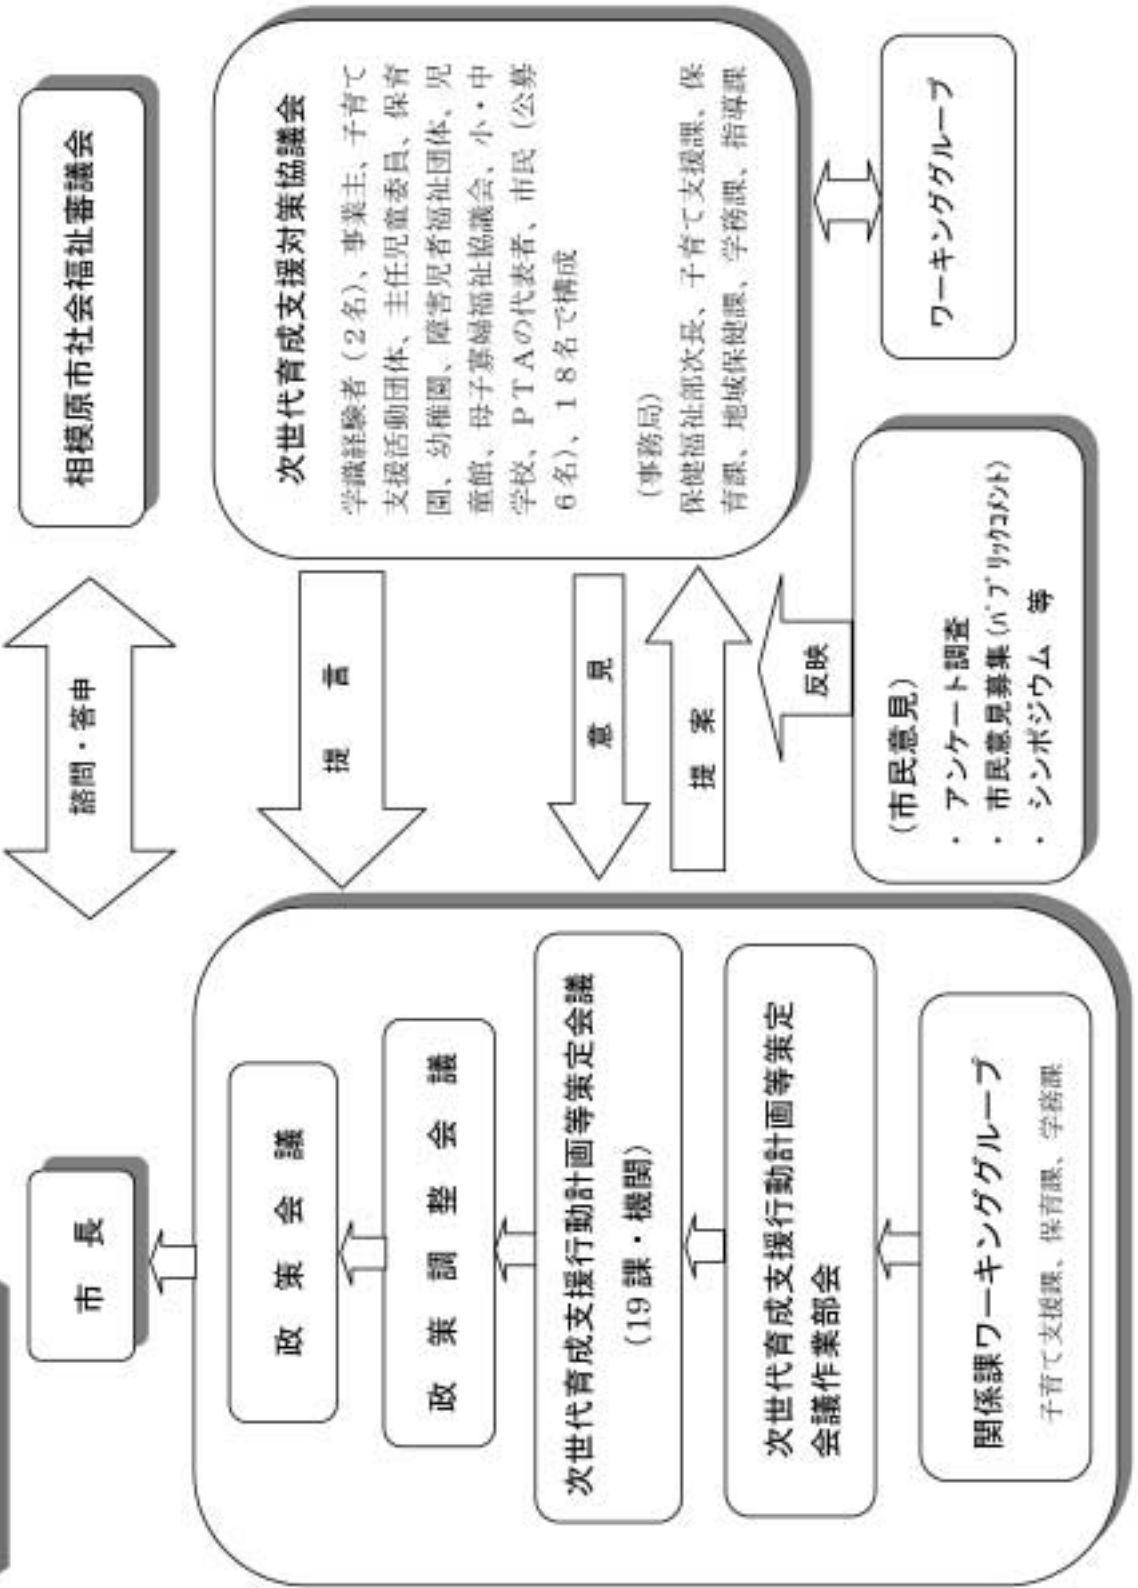 市 長
政 策 会 議
政 策 調 整 会 議
次世代育成支援行動計画等策定会議
(19 課・機関)
次世代育成支援行動計画等策定
会議作業部会
関係課ワーキンググループ
子育て支援課、保育課、学務課
諮問・答申
提 言
意 見
提 案
反映
相模原市社会福祉審議会
次世代育成支援対策協議会
学識経験者(2名)、事業主、子育て
支援活動団体、主任児童委員、保育
園、幼稚園、障害児者福祉団体、児
童館、母子寡婦福祉協議会、小・中
学校、PTAの代表者、市民(公募
6名)、18名で構成
(事務局)
保健福祉部次長、子育て支援課、保
育課、地域保健課、学務課、指導課
(市民意見)
・ アンケート調査
・ 市民意見募集(パブリックコメント)
・ シンポジウム 等
ワーキンググループ